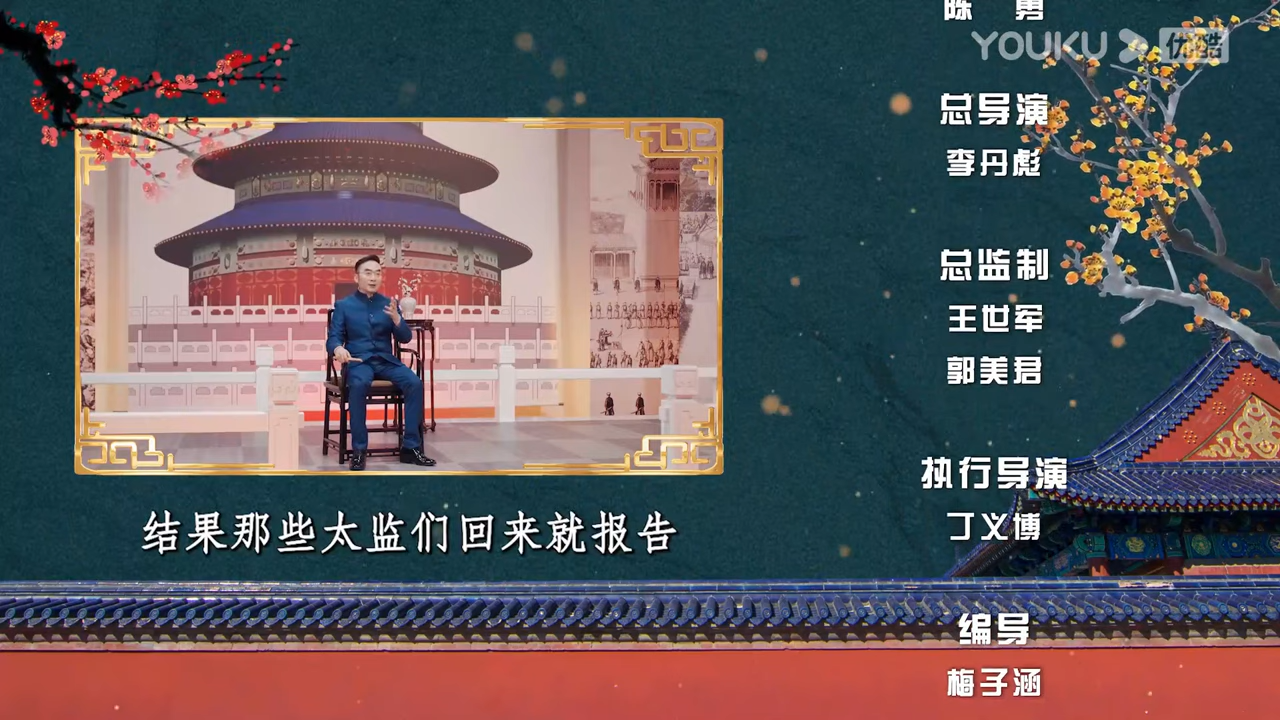 陈勇
YOUKU 优酷
总导演
李丹彪
总监制
王世军
郭美君
执行导演
丁义博
编导
梅子涵
结果那些太监们回来就报告